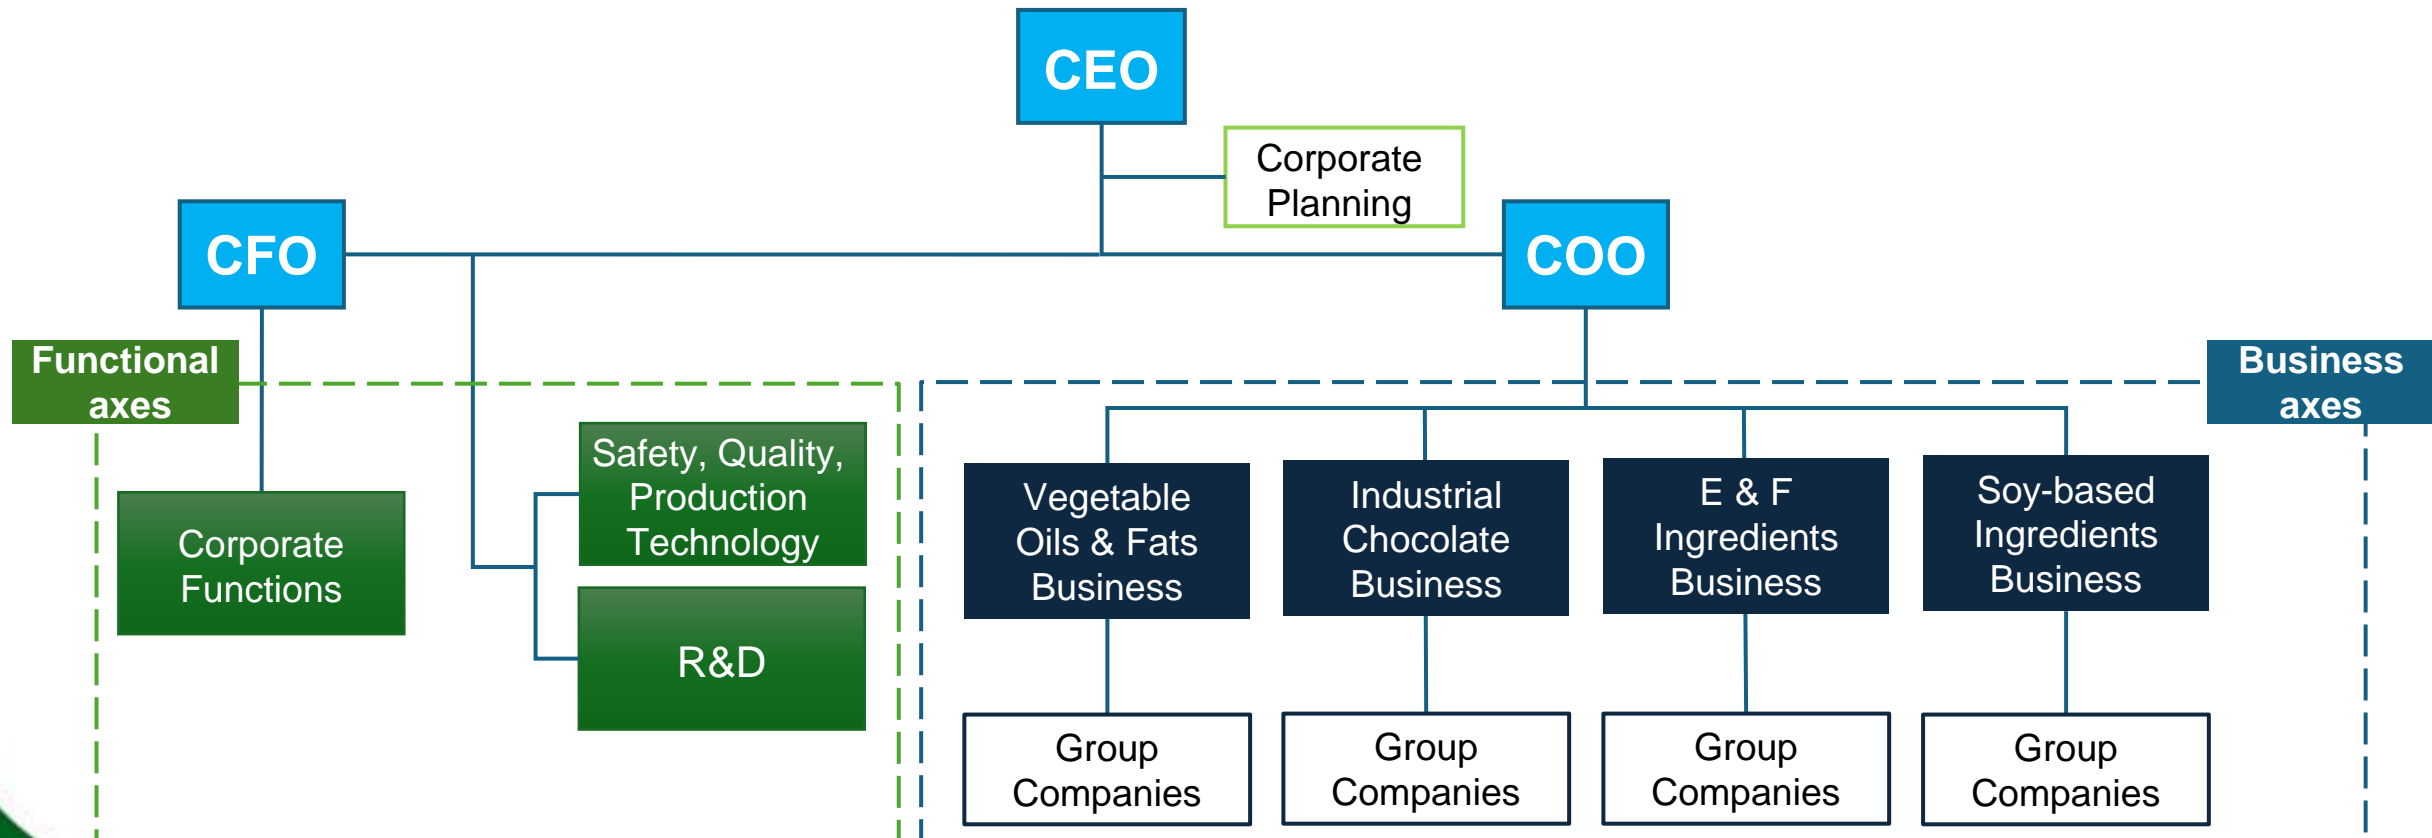 CEO
Corporate
Planning
CFO
COO
Functional
axes
Business
axes
Corporate
Functions
Safety, Quality,
Production
Technology
R&D
Vegetable
Oils & Fats
Business
Industrial
Chocolate
Business
E & F
Ingredients
Business
Soy-based
Ingredients
Business
Group
Companies
Group
Companies
Group
Companies
Group
Companies